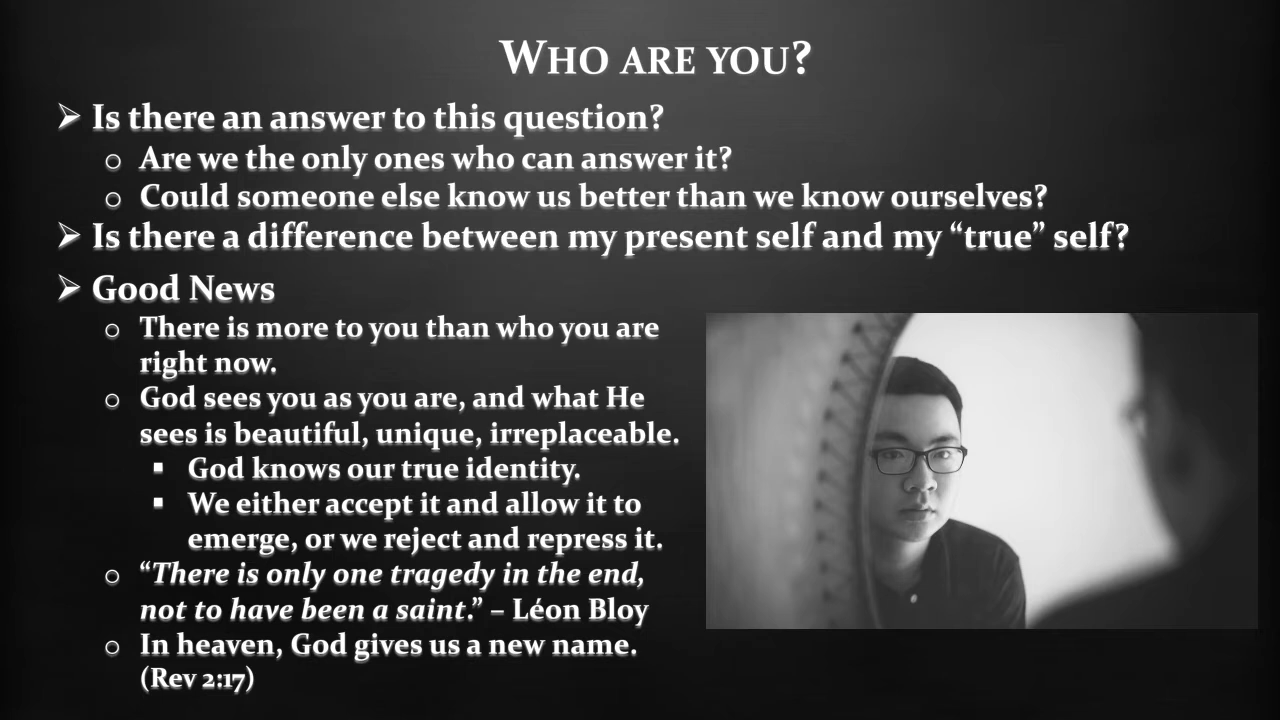 Who are you?
➢ Is there an answer to this question?
o Are we the only ones who can answer it?
o Could someone else know us better than we know ourselves?
➢ Is there a difference between my present self and my “true” self?
➢ Good News
o There is more to you than who you are
right now.
o God sees you as you are, and what He
sees is beautiful, unique, irreplaceable.
▪ God knows our true identity.
▪ We either accept it and allow it to
emerge, or we reject and repress it.
o “There is only one tragedy in the end,
not to have been a saint.” – Léon Bloy
o In heaven, God gives us a new name.
(Rev 2:17)